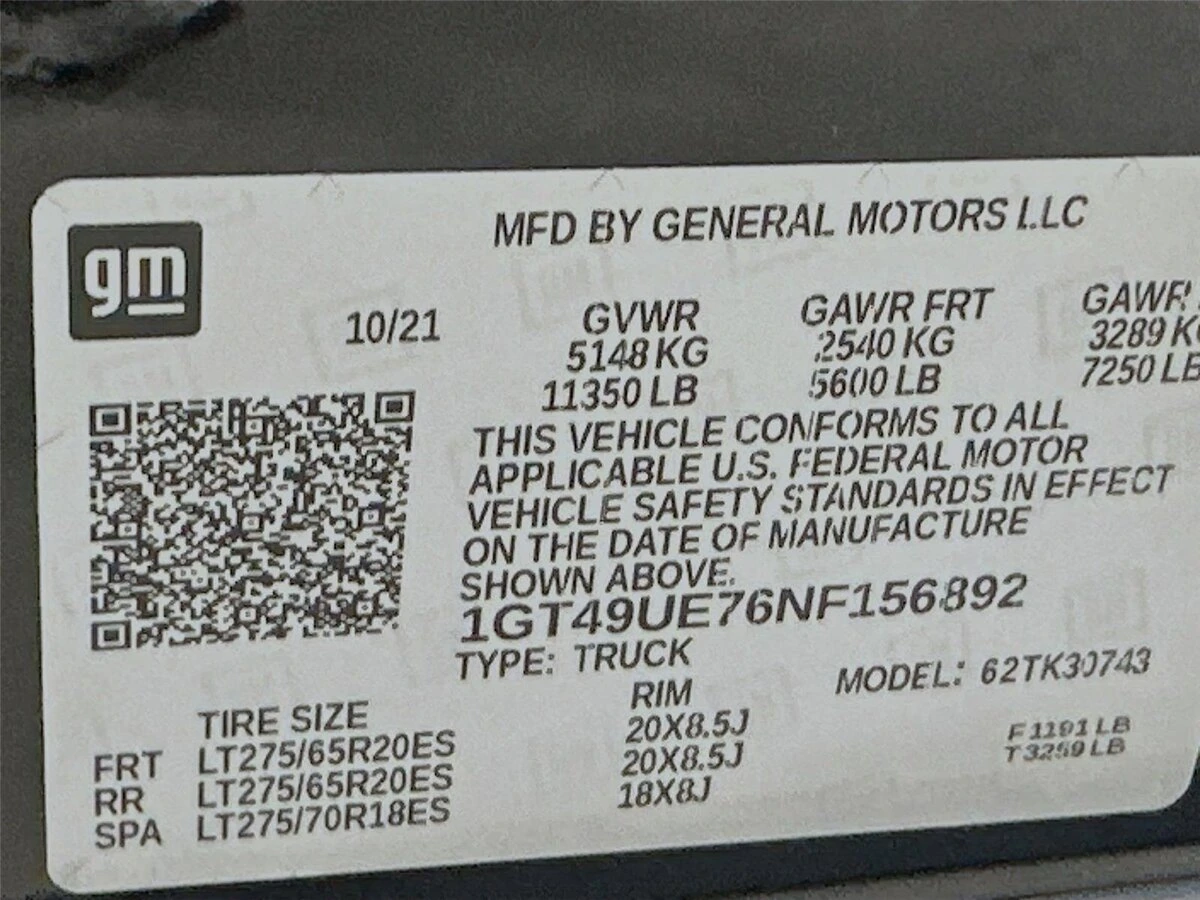 gm
MFD BY GENERAL MOTORS LLC
10/21
GVWR GAWR FRT GAWR
5148 KG 2540 KG 3289 KG
11350 LB 5600 LB 7250 LB
THIS VEHICLE CONFORMS TO ALL
APPLICABLE U.S. FEDERAL MOTOR
VEHICLE SAFETY STANDARDS IN EFFECT
ON THE DATE OF MANUFACTURE
SHOWN ABOVE.
1GT49UE76NF156892
TYPE: TRUCK MODEL: 62TK30743
TIRE SIZE RIM
FRT LT275/65R20ES 20X8.5J
RR LT275/65R20ES 20X8.5J
SPA LT275/70R18ES 18X8J
F 1191 LB
T 3259 LB